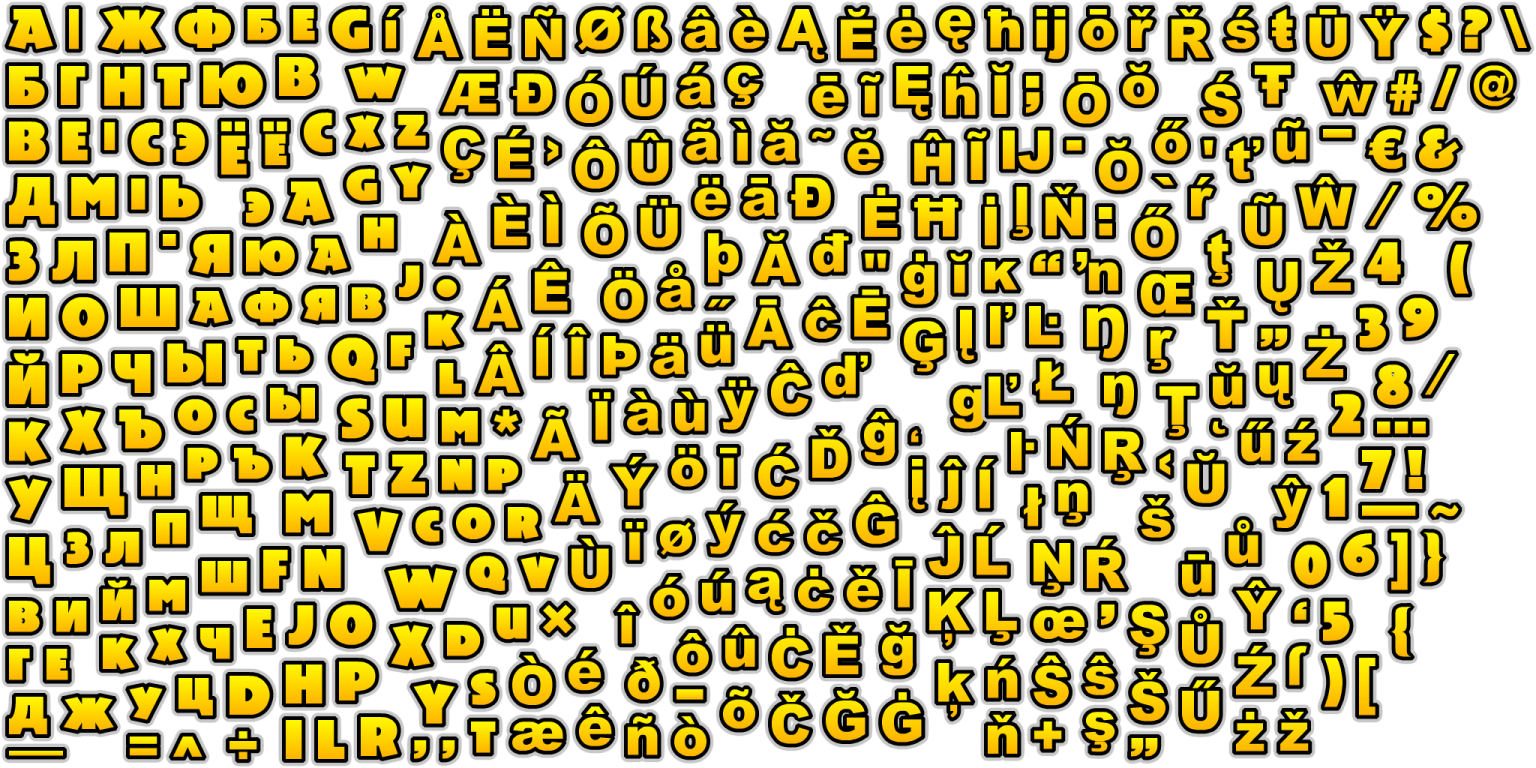 А | Ж Ф Б Е G í Å Ë Ñ Ø ß â è Ą Ĕ ė ę ħ ĳ ō ř Ř ś ŧ Ū Ÿ $ ? \
Б Г Н Т Ю В W Æ Ð Ó Ú á ç ē ĩ Ę ĥ Ĭ ; Ō ŏ Ś Ŧ ŵ # / @
В Е ' С Э Ё Ё C X Z Ç É › Ô Û ã ì ă ~ ĕ Ĥ Ĩ Ĳ - Ŏ ő ' ť ũ ¯ € &
Д М I Ь Э А G Y H À È Ì Õ Ü ë ā Đ Ė Ħ į ĺ Ň : Ő ` ŕ Ũ Ŵ ⁄ %
З Л П · Я Ю А J • Á Ê Ö å þ Ă đ " ġ ĭ ĸ “ ŉ Œ ţ Ų Ž 4 (
И О Ш А Ф Я В K Í Î Þ ä ü Ā ĉ Ē Ģ ļ ľ Ŀ Ŋ ŗ Ť „ Ż 3 9
Й Р Ч Ы Т Ь Q F L Â Ï à ù ÿ Ĉ ď g Ľ Ł ŋ Ţ ŭ ų 2 8 /
К Х Ъ О С Ы S U M * Ã ö ī Ć Ď ĝ ‘ ŀ Ń Ŗ ‹ ˛ ű ź …
У Щ Н Р Ъ K T Z N P Ä Ý į ĵ í ł ņ š Ŭ ŷ 1 7 ! _ ~
Ц З Л П Щ M V C O R ï ø ý ć č Ĝ Ĵ Ĺ Ņ Ŕ ū ů 0 6 ] }
В И Й М Ш F N W Q V Ù ó ú ą ċ ě Ī Ķ Ļ œ ’ Ş Ů Ŷ ‘ 5 {
Г Е К Х Ч E J O X D U × î ð ô û Ċ Ě ğ ķ ń Ŝ ŝ Š Ű Ź ſ ) [
Д Ж У Ц D H P Y S Ò é õ Č Ğ Ġ
_ = ^ ÷ I L R , , T æ ê ñ ò ň + ş „ ż ž